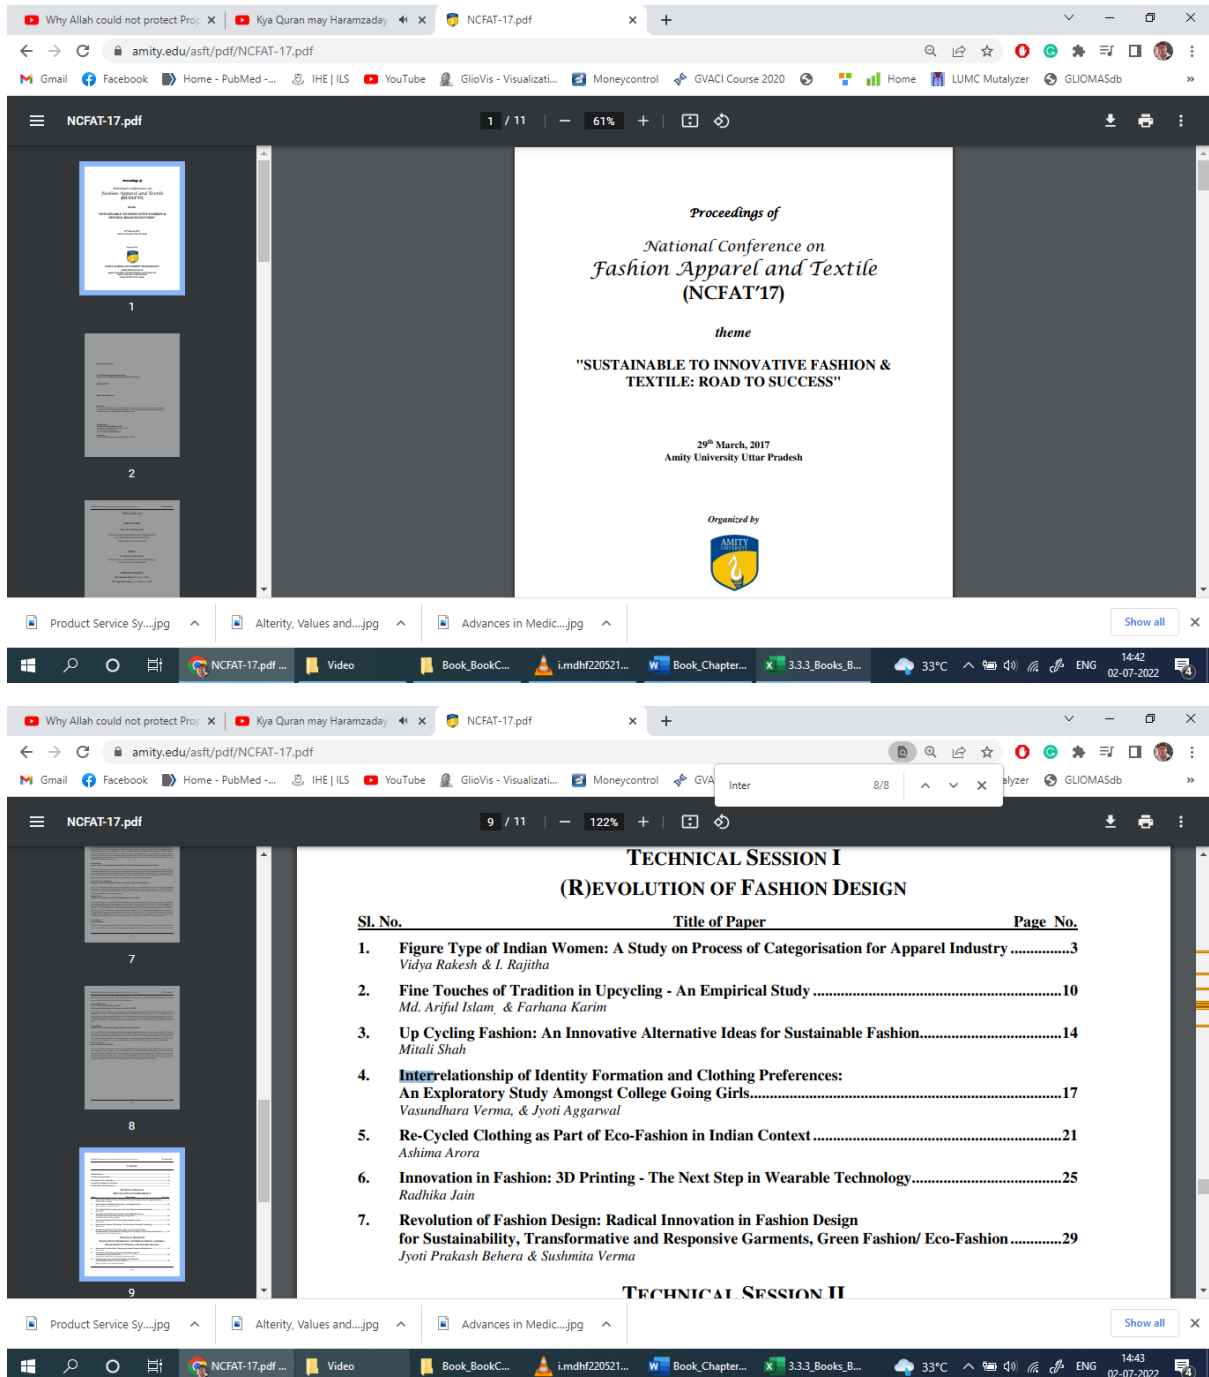 Why Allah could not protect Prop
Kya Quran may Haramzaday
NCFAT-17.pdf
amity.edu/asft/pdf/NCFAT-17.pdf
Gmail Facebook Home - PubMed -... IHE | ILS YouTube GlioVis - Visualizati... Moneycontrol GVACI Course 2020 Home LUMC Mutalyzer GLIOMASdb »
NCFAT-17.pdf 1 / 11 61%
Proceedings of
National Conference on
Fashion Apparel and Textile
(NCFAT'17)
theme
"SUSTAINABLE TO INNOVATIVE FASHION &
TEXTILE: ROAD TO SUCCESS"
29th March, 2017
Amity University Uttar Pradesh
Organized by
AMITY
UNIVERSITY
1
2
Product Service Sy....jpg Alterity, Values and....jpg Advances in Medic....jpg Show all
NCFAT-17.pdf ... Video Book_BookC... i.mdhf220521... Book_Chapter... 3.3.3_Books_B... 33°C ENG 14:42
02-07-2022
4
Why Allah could not protect Prop
Kya Quran may Haramzaday
NCFAT-17.pdf
amity.edu/asft/pdf/NCFAT-17.pdf
Gmail Facebook Home - PubMed -... IHE | ILS YouTube GlioVis - Visualizati... Moneycontrol GVA alyzer GLIOMASdb »
Inter 8/8
NCFAT-17.pdf 9 / 11 122%
7
8
9
TECHNICAL SESSION I
(R)EVOLUTION OF FASHION DESIGN
Sl. No. Title of Paper Page No.
1. Figure Type of Indian Women: A Study on Process of Categorisation for Apparel Industry ...............3
Vidya Rakesh & I. Rajitha
2. Fine Touches of Tradition in Upcycling - An Empirical Study ...............10
Md. Ariful Islam & Farhana Karim
3. Up Cycling Fashion: An Innovative Alternative Ideas for Sustainable Fashion...............14
Mitali Shah
4. Interrelationship of Identity Formation and Clothing Preferences:
An Exploratory Study Amongst College Going Girls...............17
Vasundhara Verma, & Jyoti Aggarwal
5. Re-Cycled Clothing as Part of Eco-Fashion in Indian Context ...............21
Ashima Arora
6. Innovation in Fashion: 3D Printing - The Next Step in Wearable Technology...............25
Radhika Jain
7. Revolution of Fashion Design: Radical Innovation in Fashion Design
for Sustainability, Transformative and Responsive Garments, Green Fashion/ Eco-Fashion .............29
Jyoti Prakash Behera & Sushmita Verma
TECHNICAL SESSION II
Product Service Sy....jpg Alterity, Values and....jpg Advances in Medic....jpg Show all
NCFAT-17.pdf ... Video Book_BookC... i.mdhf220521... Book_Chapter... 3.3.3_Books_B... 33°C ENG 14:43
02-07-2022
4